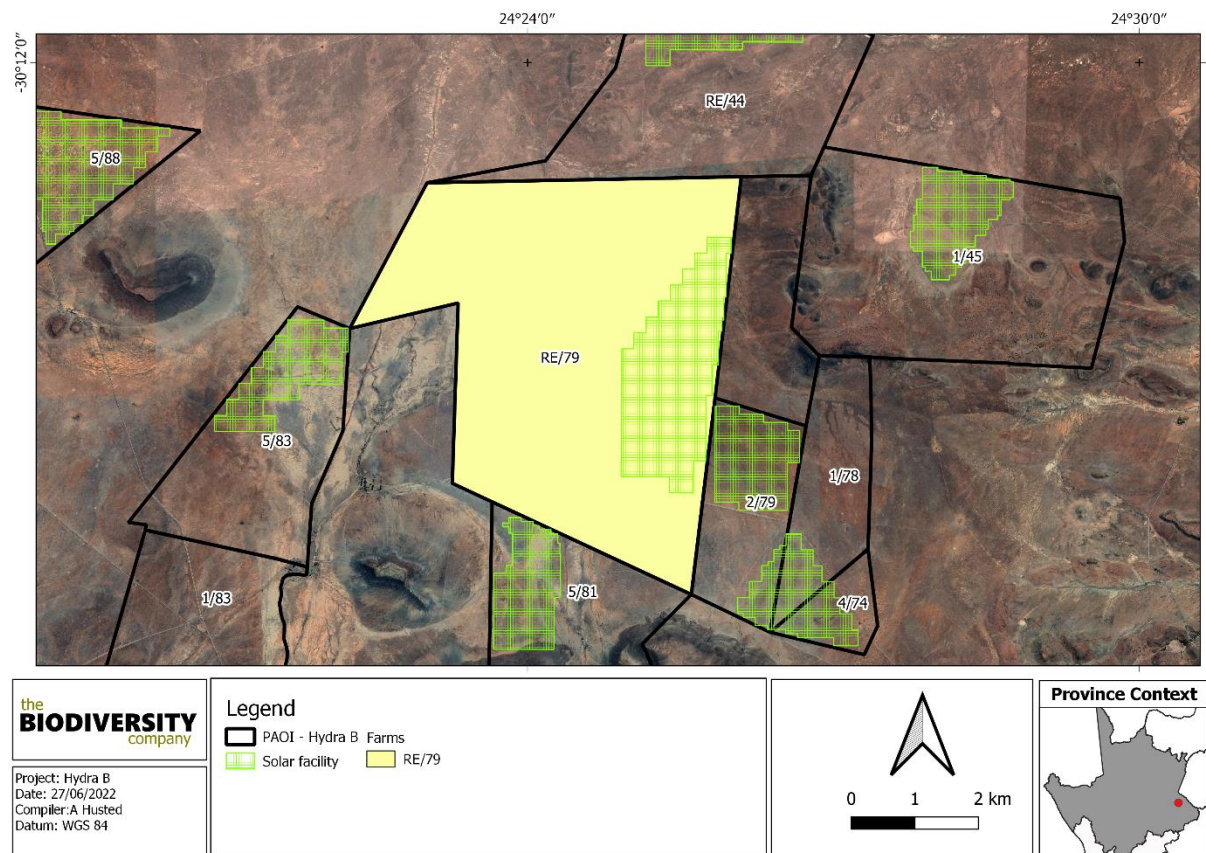 24°24'0"
24°30'0"
-30°12'0"
RE/44
5/88
1/45
RE/79
5/83
1/78
2/79
5/81
4/74
1/83
the
BIODIVERSITY
company
Project: Hydra B
Date: 27/06/2022
Compiler:A Husted
Datum: WGS 84
Legend
PAOI - Hydra B Farms
Solar facility
RE/79
0 1 2 km
Province Context